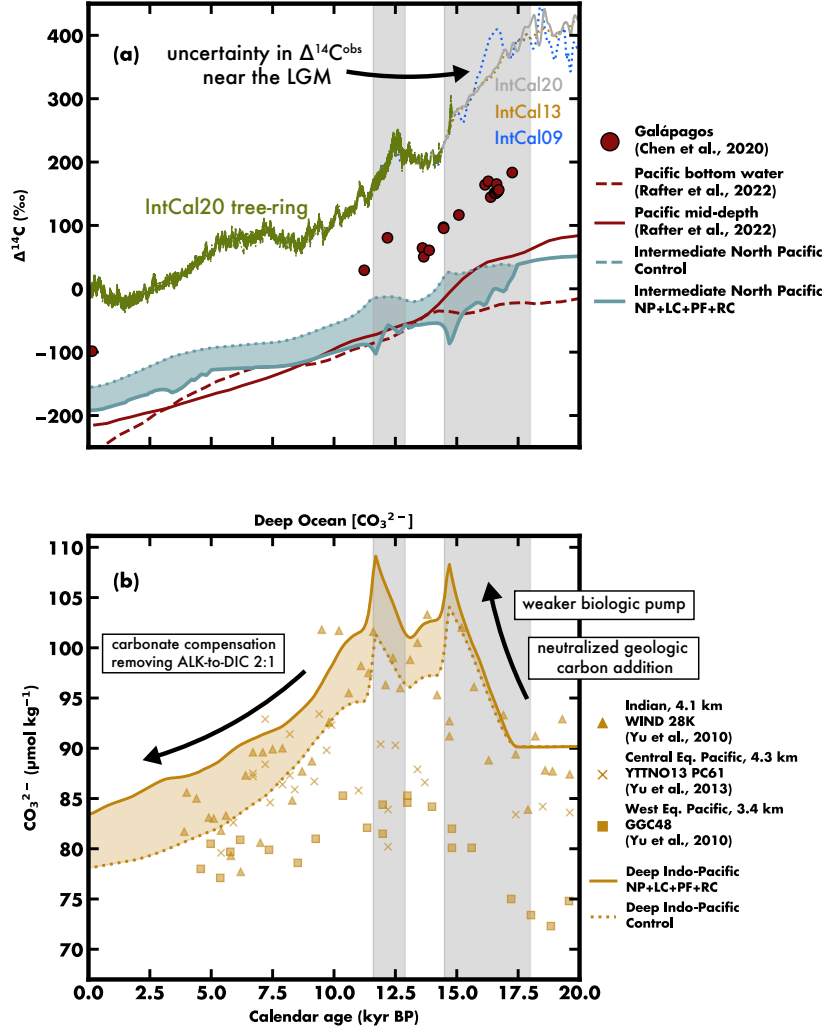 (a)
uncertainty in Δ¹⁴Cᵒᵇˢ
near the LGM
IntCal20
IntCal13
IntCal09
IntCal20 tree-ring
Δ¹⁴C (‰)
400
300
200
100
0
−100
−200
Galápagos
(Chen et al., 2020)
Pacific bottom water
(Rafter et al., 2022)
Pacific mid-depth
(Rafter et al., 2022)
Intermediate North Pacific
Control
Intermediate North Pacific
NP+LC+PF+RC
Deep Ocean [CO₃²⁻]
(b)
weaker biologic pump
neutralized geologic
carbon addition
carbonate compensation
removing ALK-to-DIC 2:1
CO₃²⁻ (μmol kg⁻¹)
110
105
100
95
90
85
80
75
70
0.0 2.5 5.0 7.5 10.0 12.5 15.0 17.5 20.0
Calendar age (kyr BP)
Indian, 4.1 km
WIND 28K
(Yu et al., 2010)
Central Eq. Pacific, 4.3 km
YTTNO13 PC61
(Yu et al., 2013)
West Eq. Pacific, 3.4 km
GGC48
(Yu et al., 2010)
Deep Indo-Pacific
NP+LC+PF+RC
Deep Indo-Pacific
Control